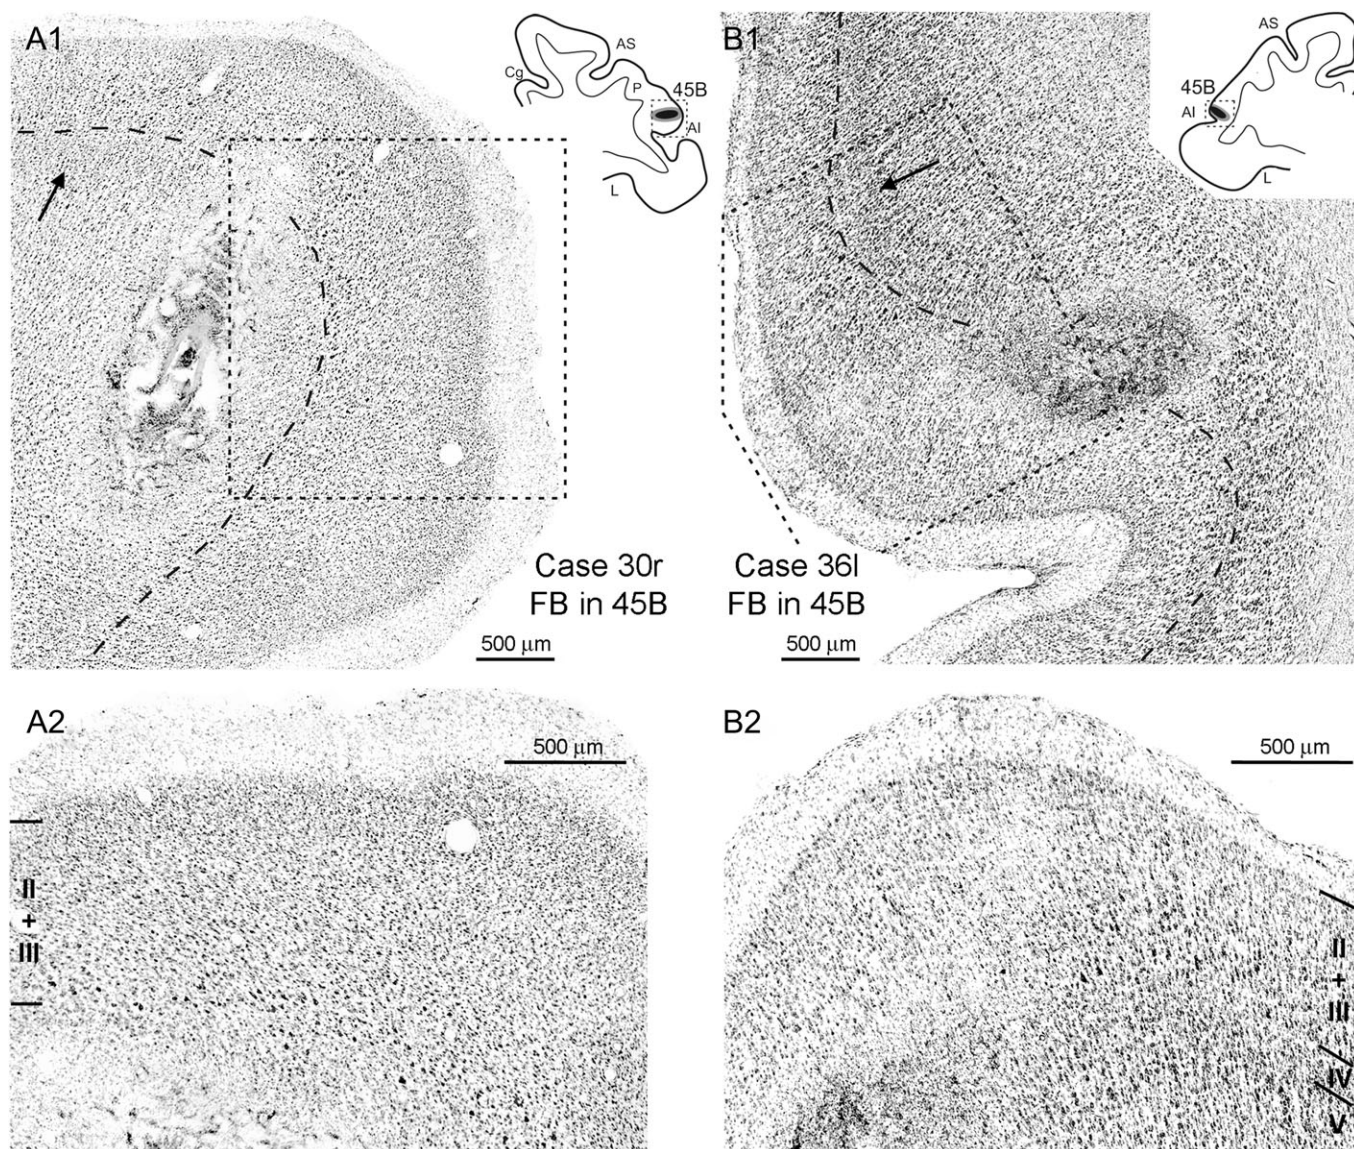 A1
Cg
AS
P
45B
AI
L
B1
AS
45B
AI
L
Case 30r
FB in 45B
500 μm
Case 36l
FB in 45B
500 μm
A2
500 μm
II
+
III
B2
500 μm
II
+
III
IV
V